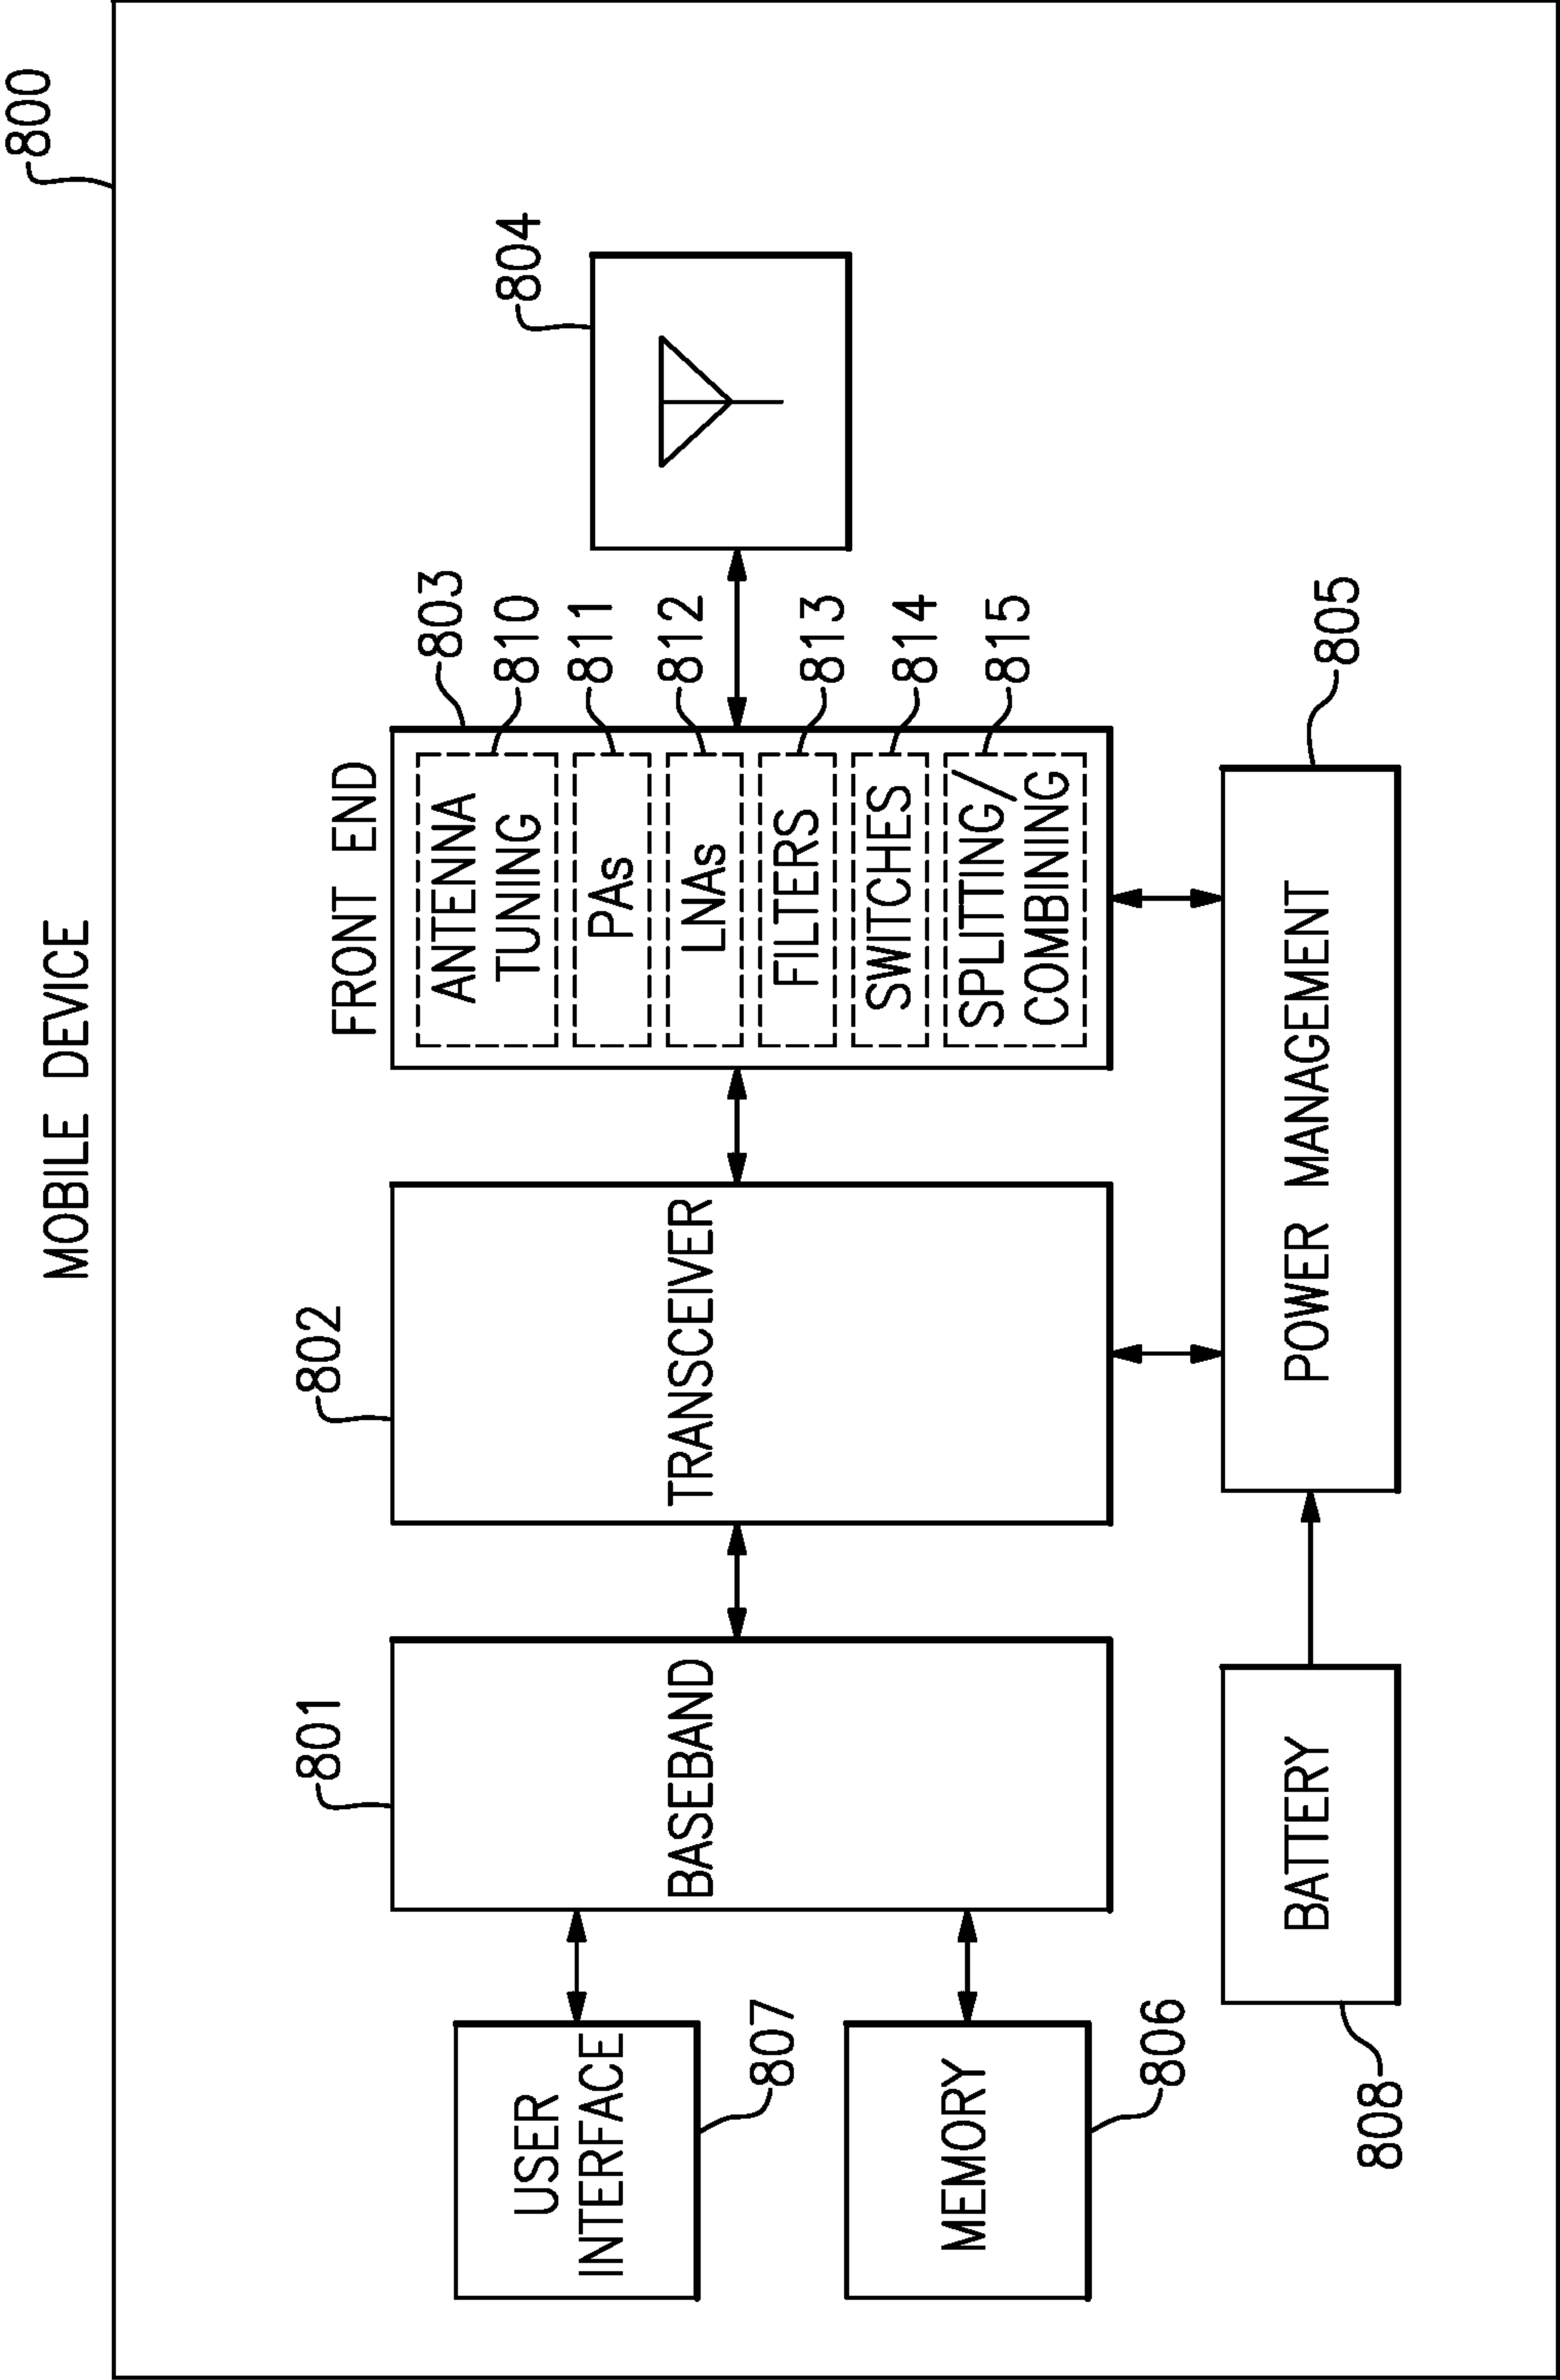 MOBILE DEVICE
800
801
802
FRONT END
803
804
USER
INTERFACE
807
MEMORY
806
BASEBAND
TRANSCEIVER
ANTENNA
TUNING
810
PAs
811
LNAs
812
FILTERS
813
SWITCHES
814
SPLITTING/
COMBINING
815
BATTERY
808
POWER MANAGEMENT
805